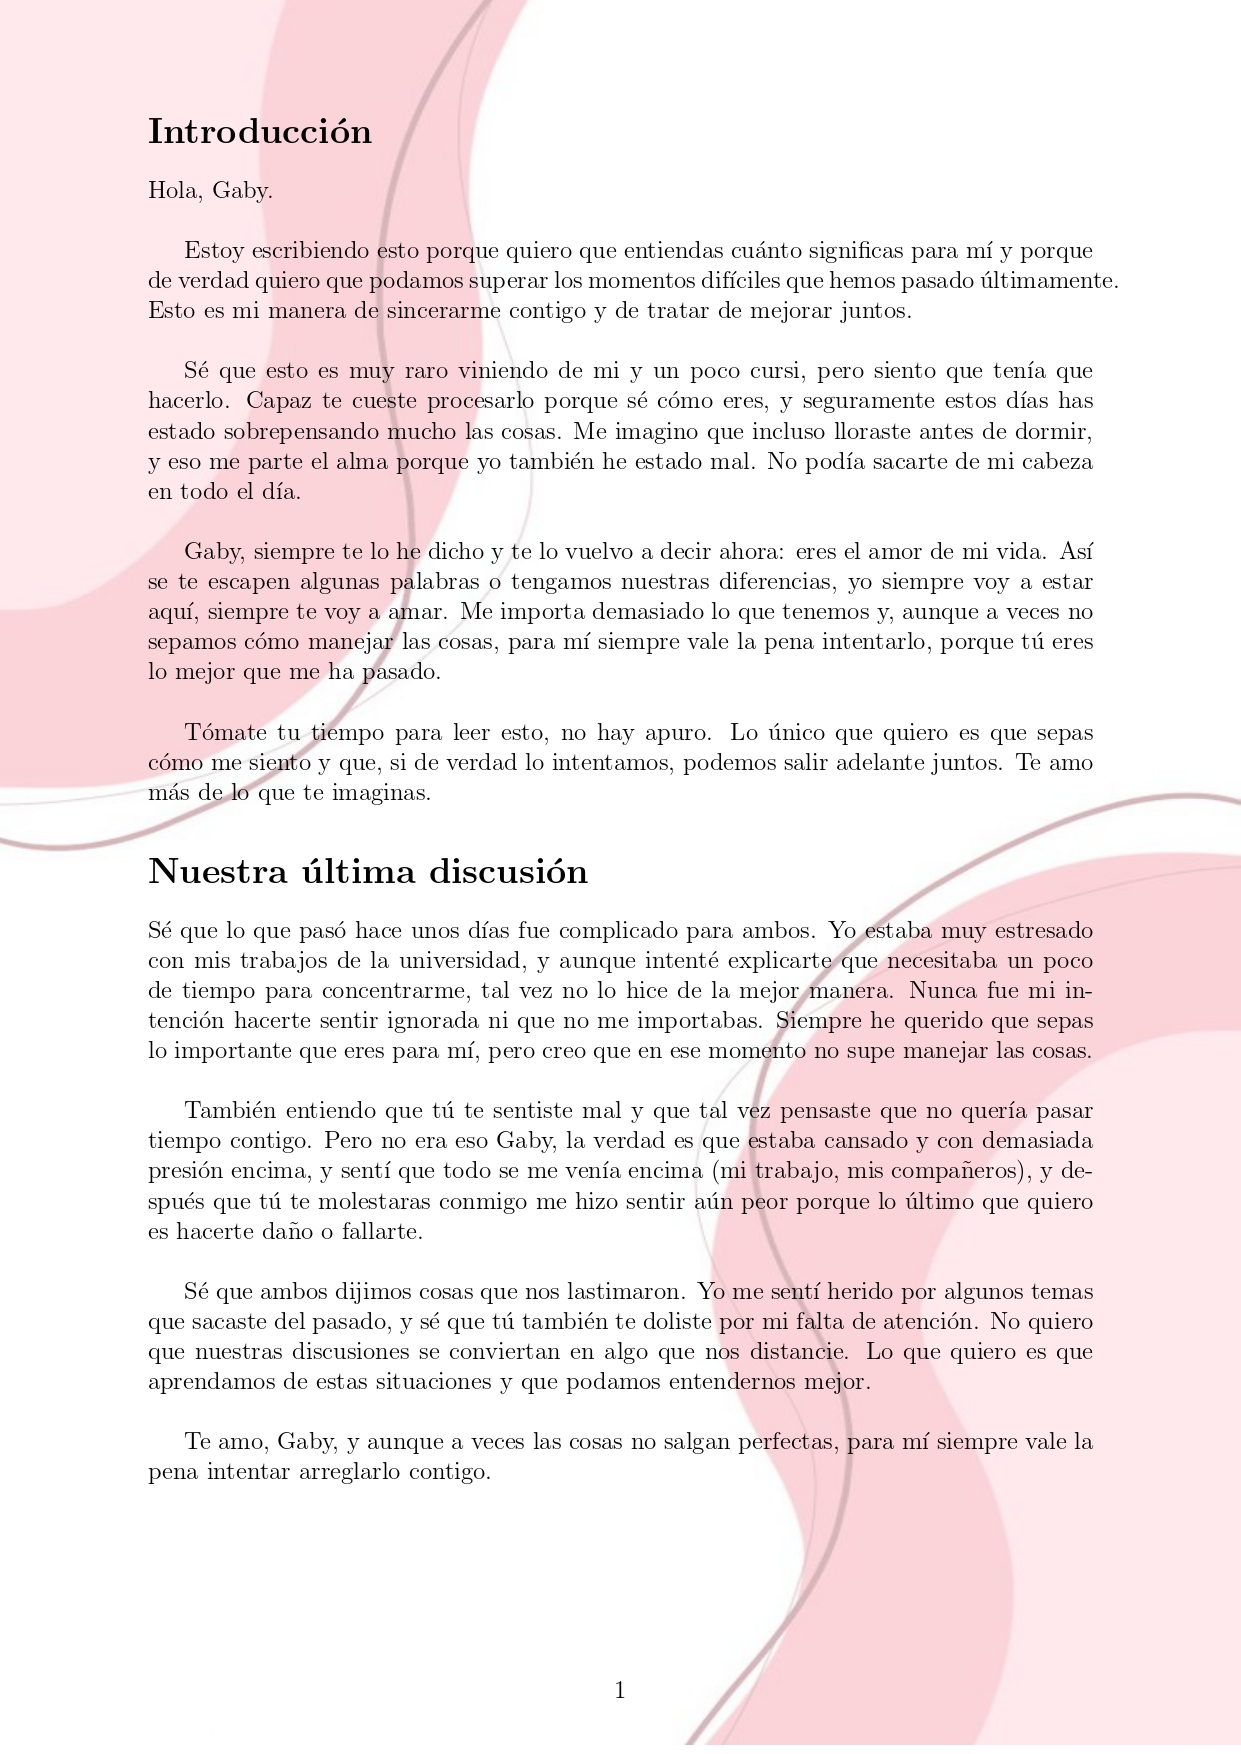 Introducción
Hola, Gaby.
Estoy escribiendo esto porque quiero que entiendas cuánto significas para mí y porque
de verdad quiero que podamos superar los momentos difíciles que hemos pasado últimamente.
Esto es mi manera de sincerarme contigo y de tratar de mejorar juntos.
Sé que esto es muy raro viniendo de mi y un poco cursi, pero siento que tenía que
hacerlo. Capaz te cueste procesarlo porque sé cómo eres, y seguramente estos días has
estado sobrepensando mucho las cosas. Me imagino que incluso lloraste antes de dormir,
y eso me parte el alma porque yo también he estado mal. No podía sacarte de mi cabeza
en todo el día.
Gaby, siempre te lo he dicho y te lo vuelvo a decir ahora: eres el amor de mi vida. Así
se te escapen algunas palabras o tengamos nuestras diferencias, yo siempre voy a estar
aquí, siempre te voy a amar. Me importa demasiado lo que tenemos y, aunque a veces no
sepamos cómo manejar las cosas, para mí siempre vale la pena intentarlo, porque tú eres
lo mejor que me ha pasado.
Tómate tu tiempo para leer esto, no hay apuro. Lo único que quiero es que sepas
cómo me siento y que, si de verdad lo intentamos, podemos salir adelante juntos. Te amo
más de lo que te imaginas.
Nuestra última discusión
Sé que lo que pasó hace unos días fue complicado para ambos. Yo estaba muy estresado
con mis trabajos de la universidad, y aunque intenté explicarte que necesitaba un poco
de tiempo para concentrarme, tal vez no lo hice de la mejor manera. Nunca fue mi in-
tención hacerte sentir ignorada ni que no me importabas. Siempre he querido que sepas
lo importante que eres para mí, pero creo que en ese momento no supe manejar las cosas.
También entiendo que tú te sentiste mal y que tal vez pensaste que no quería pasar
tiempo contigo. Pero no era eso Gaby, la verdad es que estaba cansado y con demasiada
presión encima, y sentí que todo se me venía encima (mi trabajo, mis compañeros), y de-
spués que tú te molestaras conmigo me hizo sentir aún peor porque lo último que quiero
es hacerte daño o fallarte.
Sé que ambos dijimos cosas que nos lastimaron. Yo me sentí herido por algunos temas
que sacaste del pasado, y sé que tú también te doliste por mi falta de atención. No quiero
que nuestras discusiones se conviertan en algo que nos distancie. Lo que quiero es que
aprendamos de estas situaciones y que podamos entendernos mejor.
Te amo, Gaby, y aunque a veces las cosas no salgan perfectas, para mí siempre vale la
pena intentar arreglarlo contigo.
1